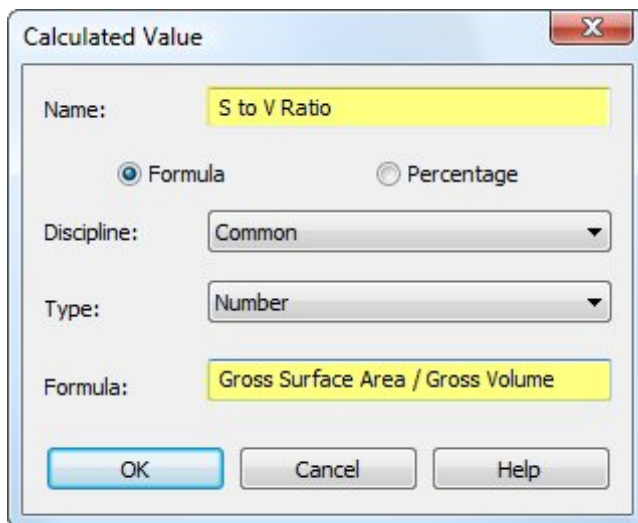 Calculated Value
Name: S to V Ratio
Formula Percentage
Discipline: Common
Type: Number
Formula: Gross Surface Area / Gross Volume
OK Cancel Help